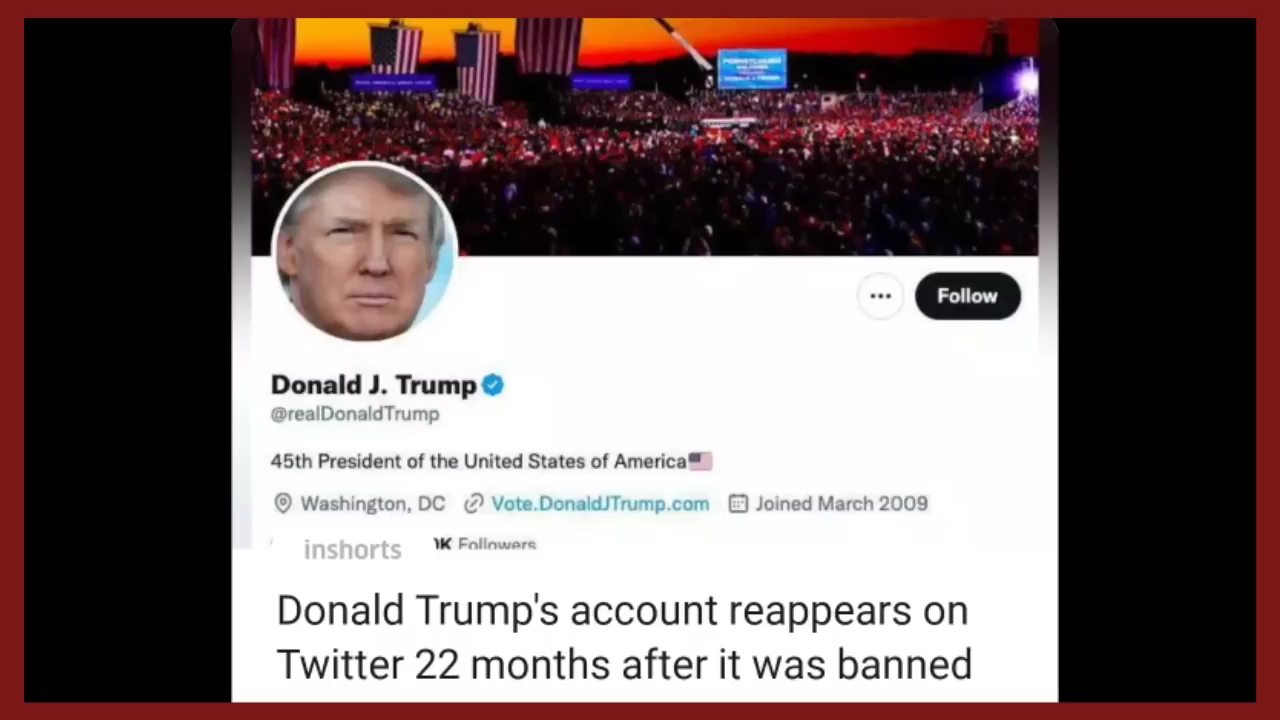 Follow
Donald J. Trump
@realDonaldTrump
45th President of the United States of America
Washington, DC Vote.DonaldJTrump.com Joined March 2009
inshorts K Followers
Donald Trump's account reappears on
Twitter 22 months after it was banned